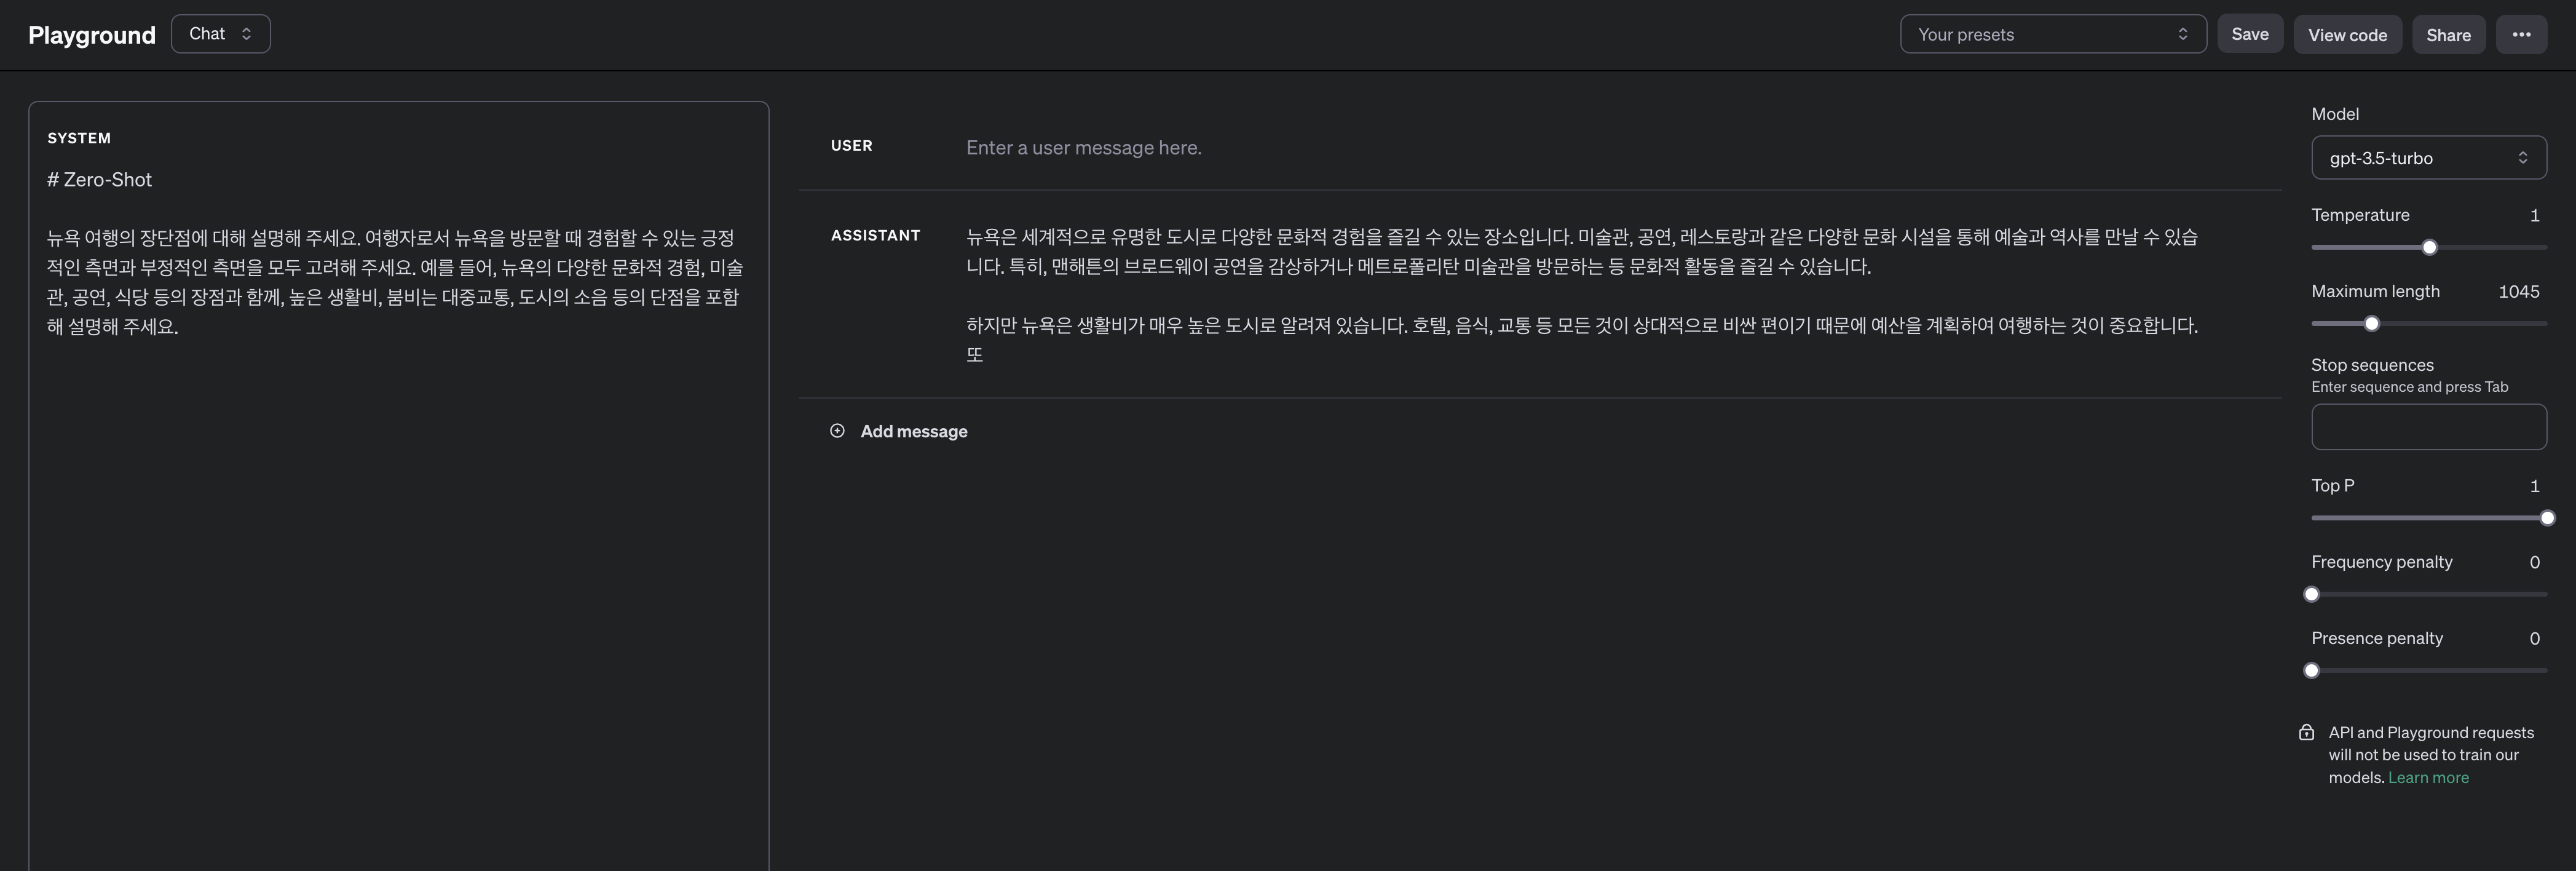 Playground
Chat
Your presets
Save
View code
Share
SYSTEM
# Zero-Shot
뉴욕 여행의 장단점에 대해 설명해 주세요. 여행자로서 뉴욕을 방문할 때 경험할 수 있는 긍정
적인 측면과 부정적인 측면을 모두 고려해 주세요. 예를 들어, 뉴욕의 다양한 문화적 경험, 미술
관, 공연, 식당 등의 장점과 함께, 높은 생활비, 붐비는 대중교통, 도시의 소음 등의 단점을 포함
해 설명해 주세요.
USER
Enter a user message here.
ASSISTANT
뉴욕은 세계적으로 유명한 도시로 다양한 문화적 경험을 즐길 수 있는 장소입니다. 미술관, 공연, 레스토랑과 같은 다양한 문화 시설을 통해 예술과 역사를 만날 수 있습
니다. 특히, 맨해튼의 브로드웨이 공연을 감상하거나 메트로폴리탄 미술관을 방문하는 등 문화적 활동을 즐길 수 있습니다.
하지만 뉴욕은 생활비가 매우 높은 도시로 알려져 있습니다. 호텔, 음식, 교통 등 모든 것이 상대적으로 비싼 편이기 때문에 예산을 계획하여 여행하는 것이 중요합니다.
또
Add message
Model
gpt-3.5-turbo
Temperature 1
Maximum length 1045
Stop sequences
Enter sequence and press Tab
Top P 1
Frequency penalty 0
Presence penalty 0
API and Playground requests
will not be used to train our
models. Learn more